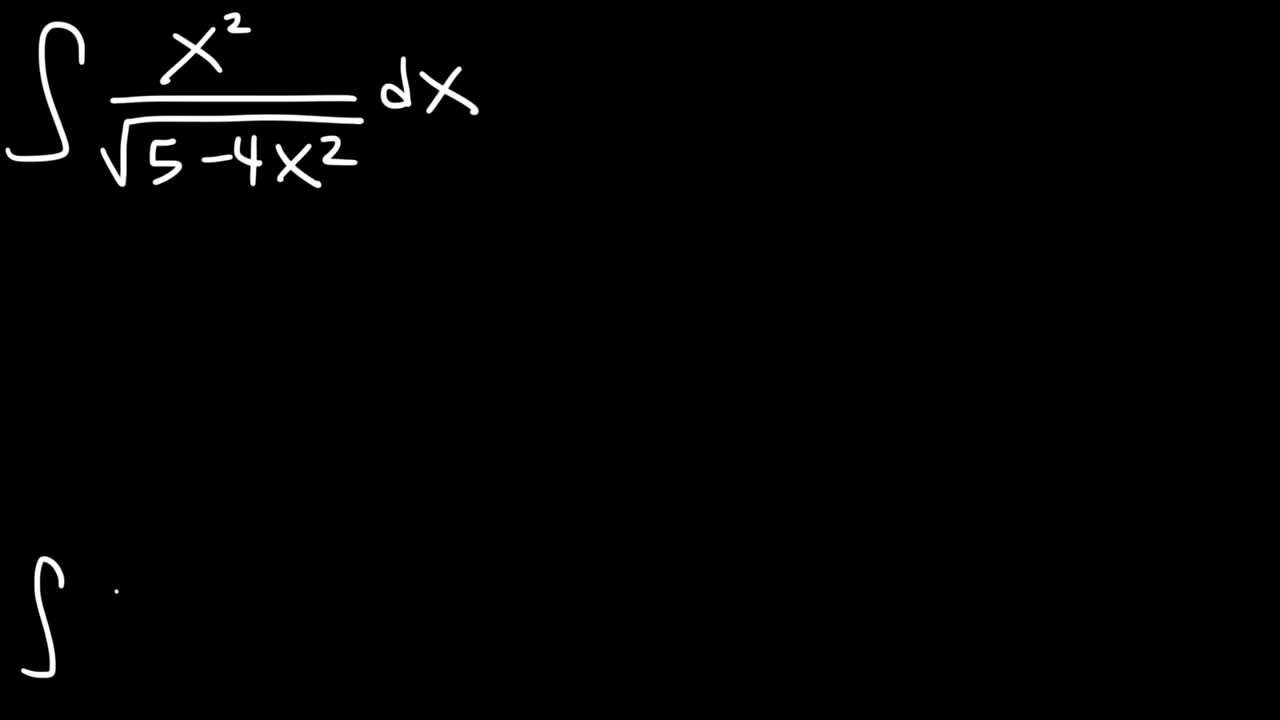 ∫ x² / √(5-4x²) dx
∫